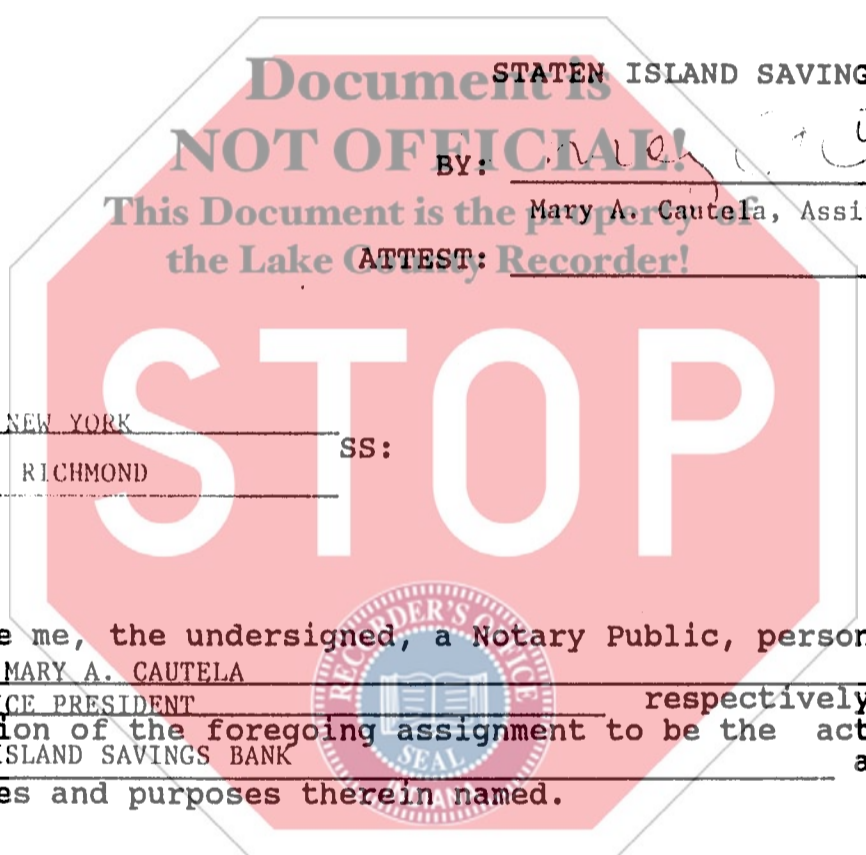 Document is
STATEN ISLAND SAVING
NOT OFFICIAL!
BY:
This Document is the property of
Mary A. Cautela, Assi
the Lake County Recorder!
ATTEST:
STOP
NEW YORK
SS:
RICHMOND
RECORDER'S OFFICE
SEAL
INDIANA
e me, the undersigned, a Notary Public, person
MARY A. CAUTELA
CE PRESIDENT respectively
ion of the foregoing assignment to be the act
ISLAND SAVINGS BANK a
es and purposes therein named.